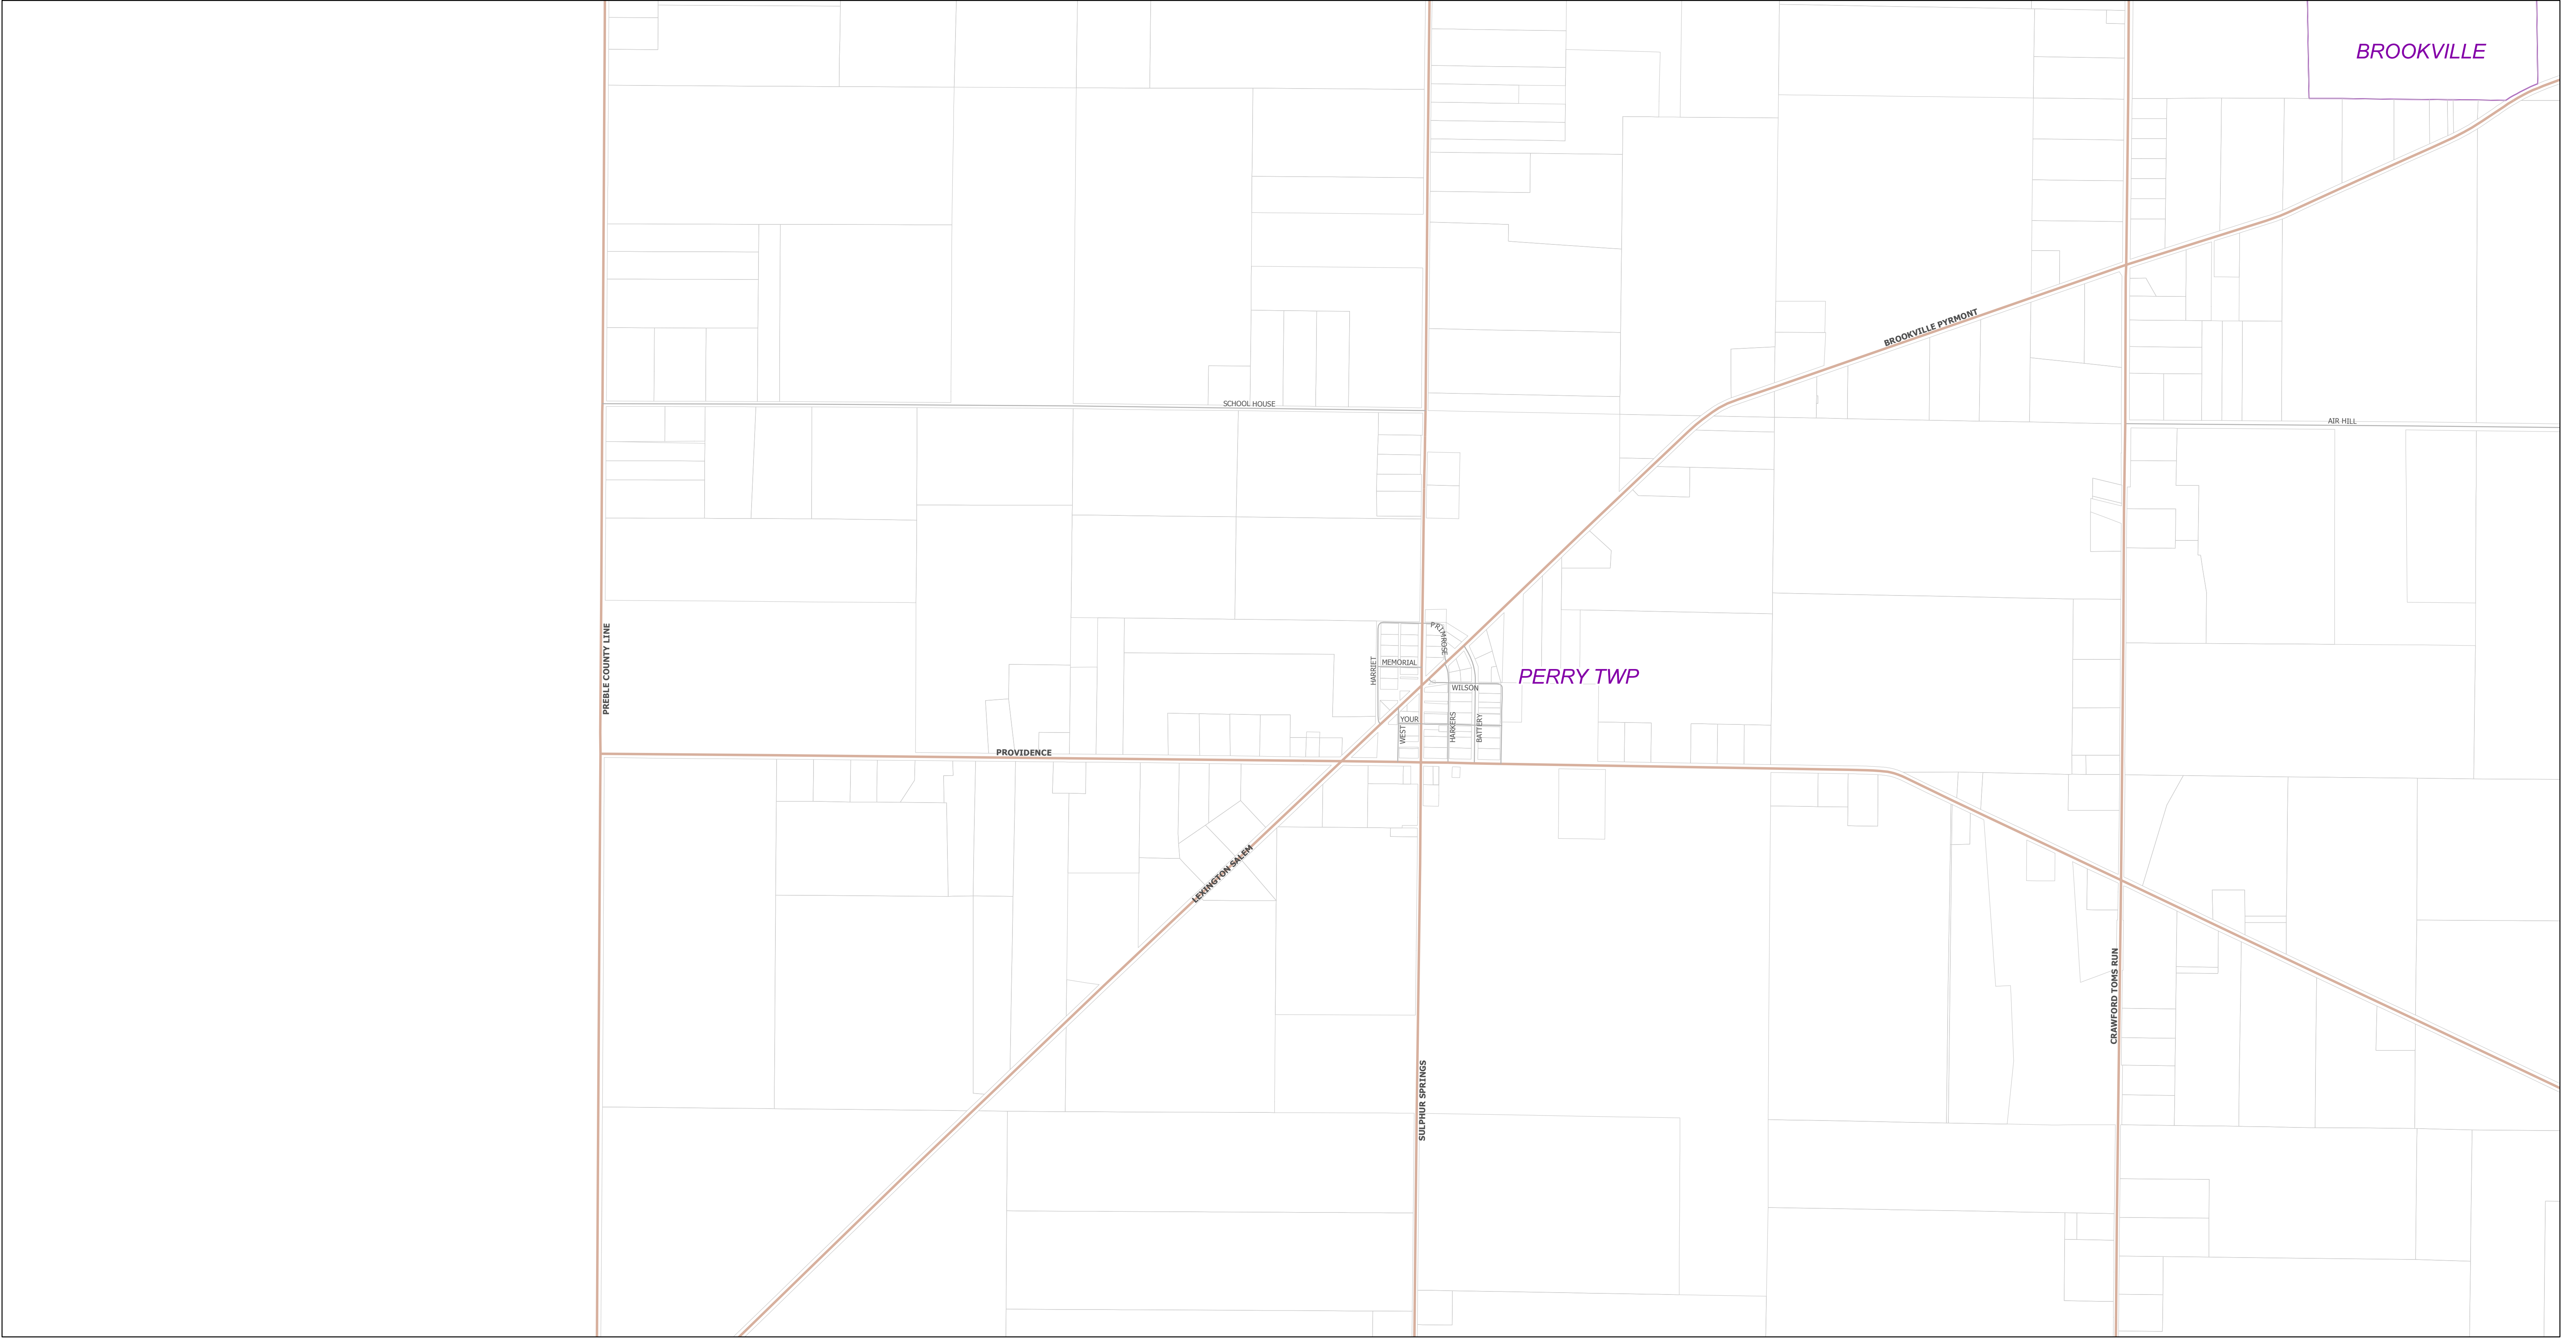 BROOKVILLE
BROOKVILLE PYRMONT
SCHOOL HOUSE
AIR HILL
PRIMROSE
PREBLE COUNTY LINE
HARRIET
MEMORIAL
PERRY TWP
WILSON
YOUR
WEST
HARKERS
BATTERY
PROVIDENCE
LEXINGTON SALEM
CRAWFORD TOMS RUN
SULPHUR SPRINGS